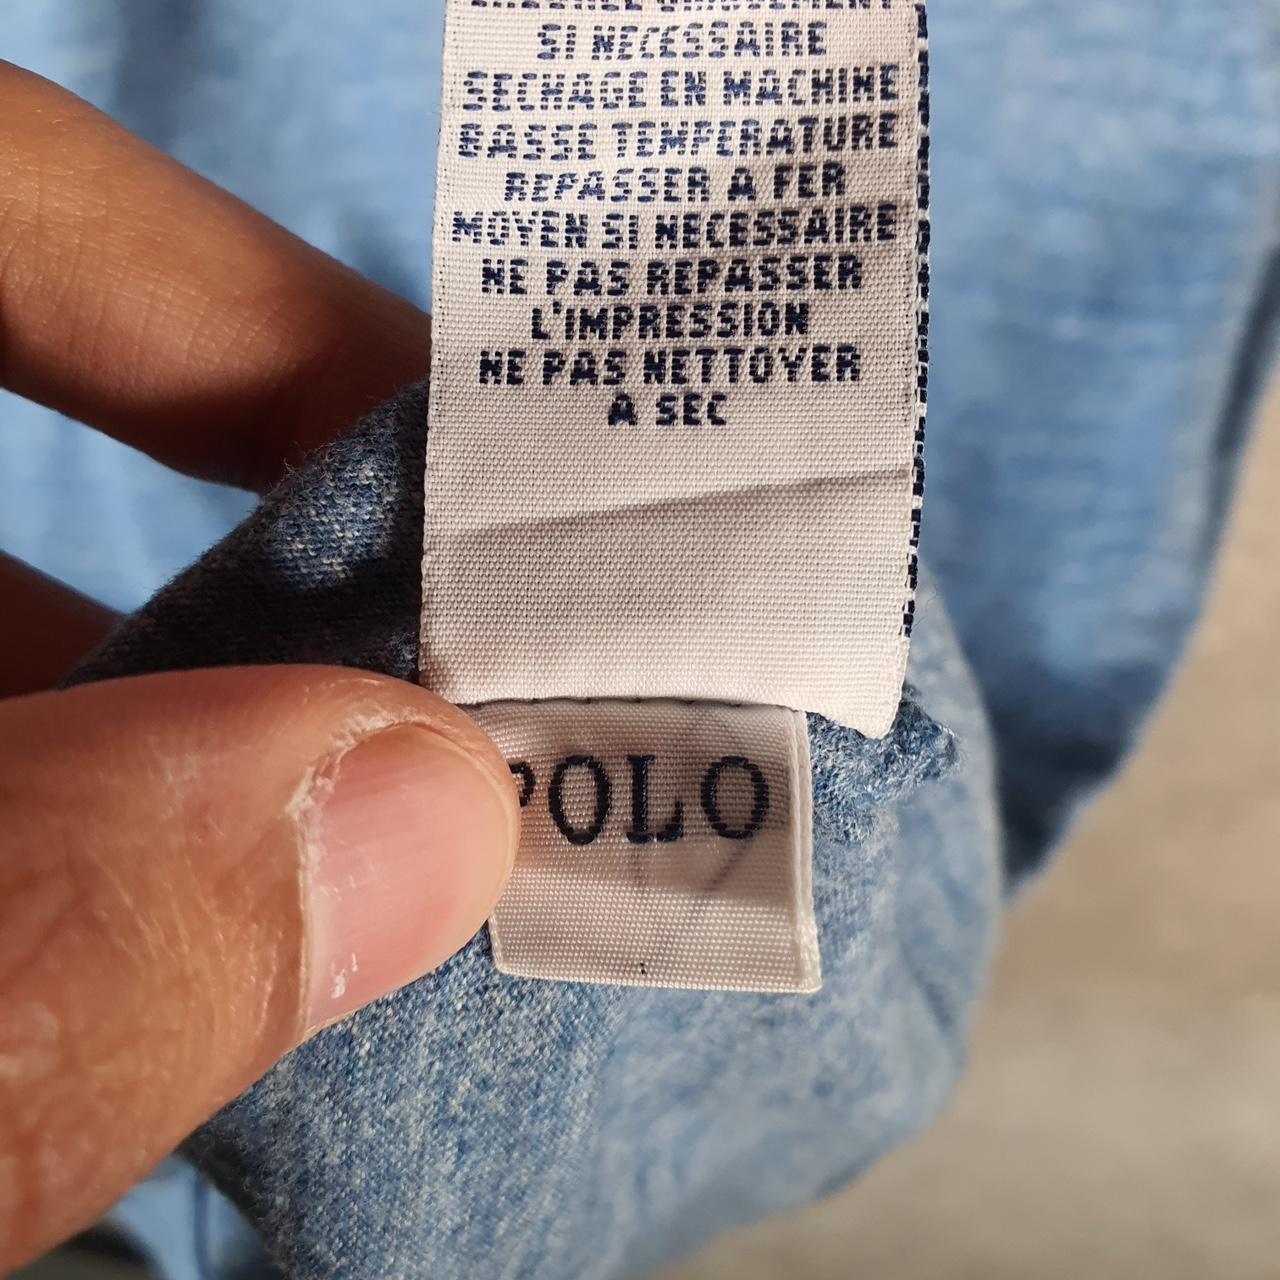 SI NECESSAIRE
SECHAGE EN MACHINE
BASSE TEMPERATURE
REPASSER A FER
MOYEN SI NECESSAIRE
NE PAS REPASSER
L'IMPRESSION
NE PAS NETTOYER
A SEC
POLO